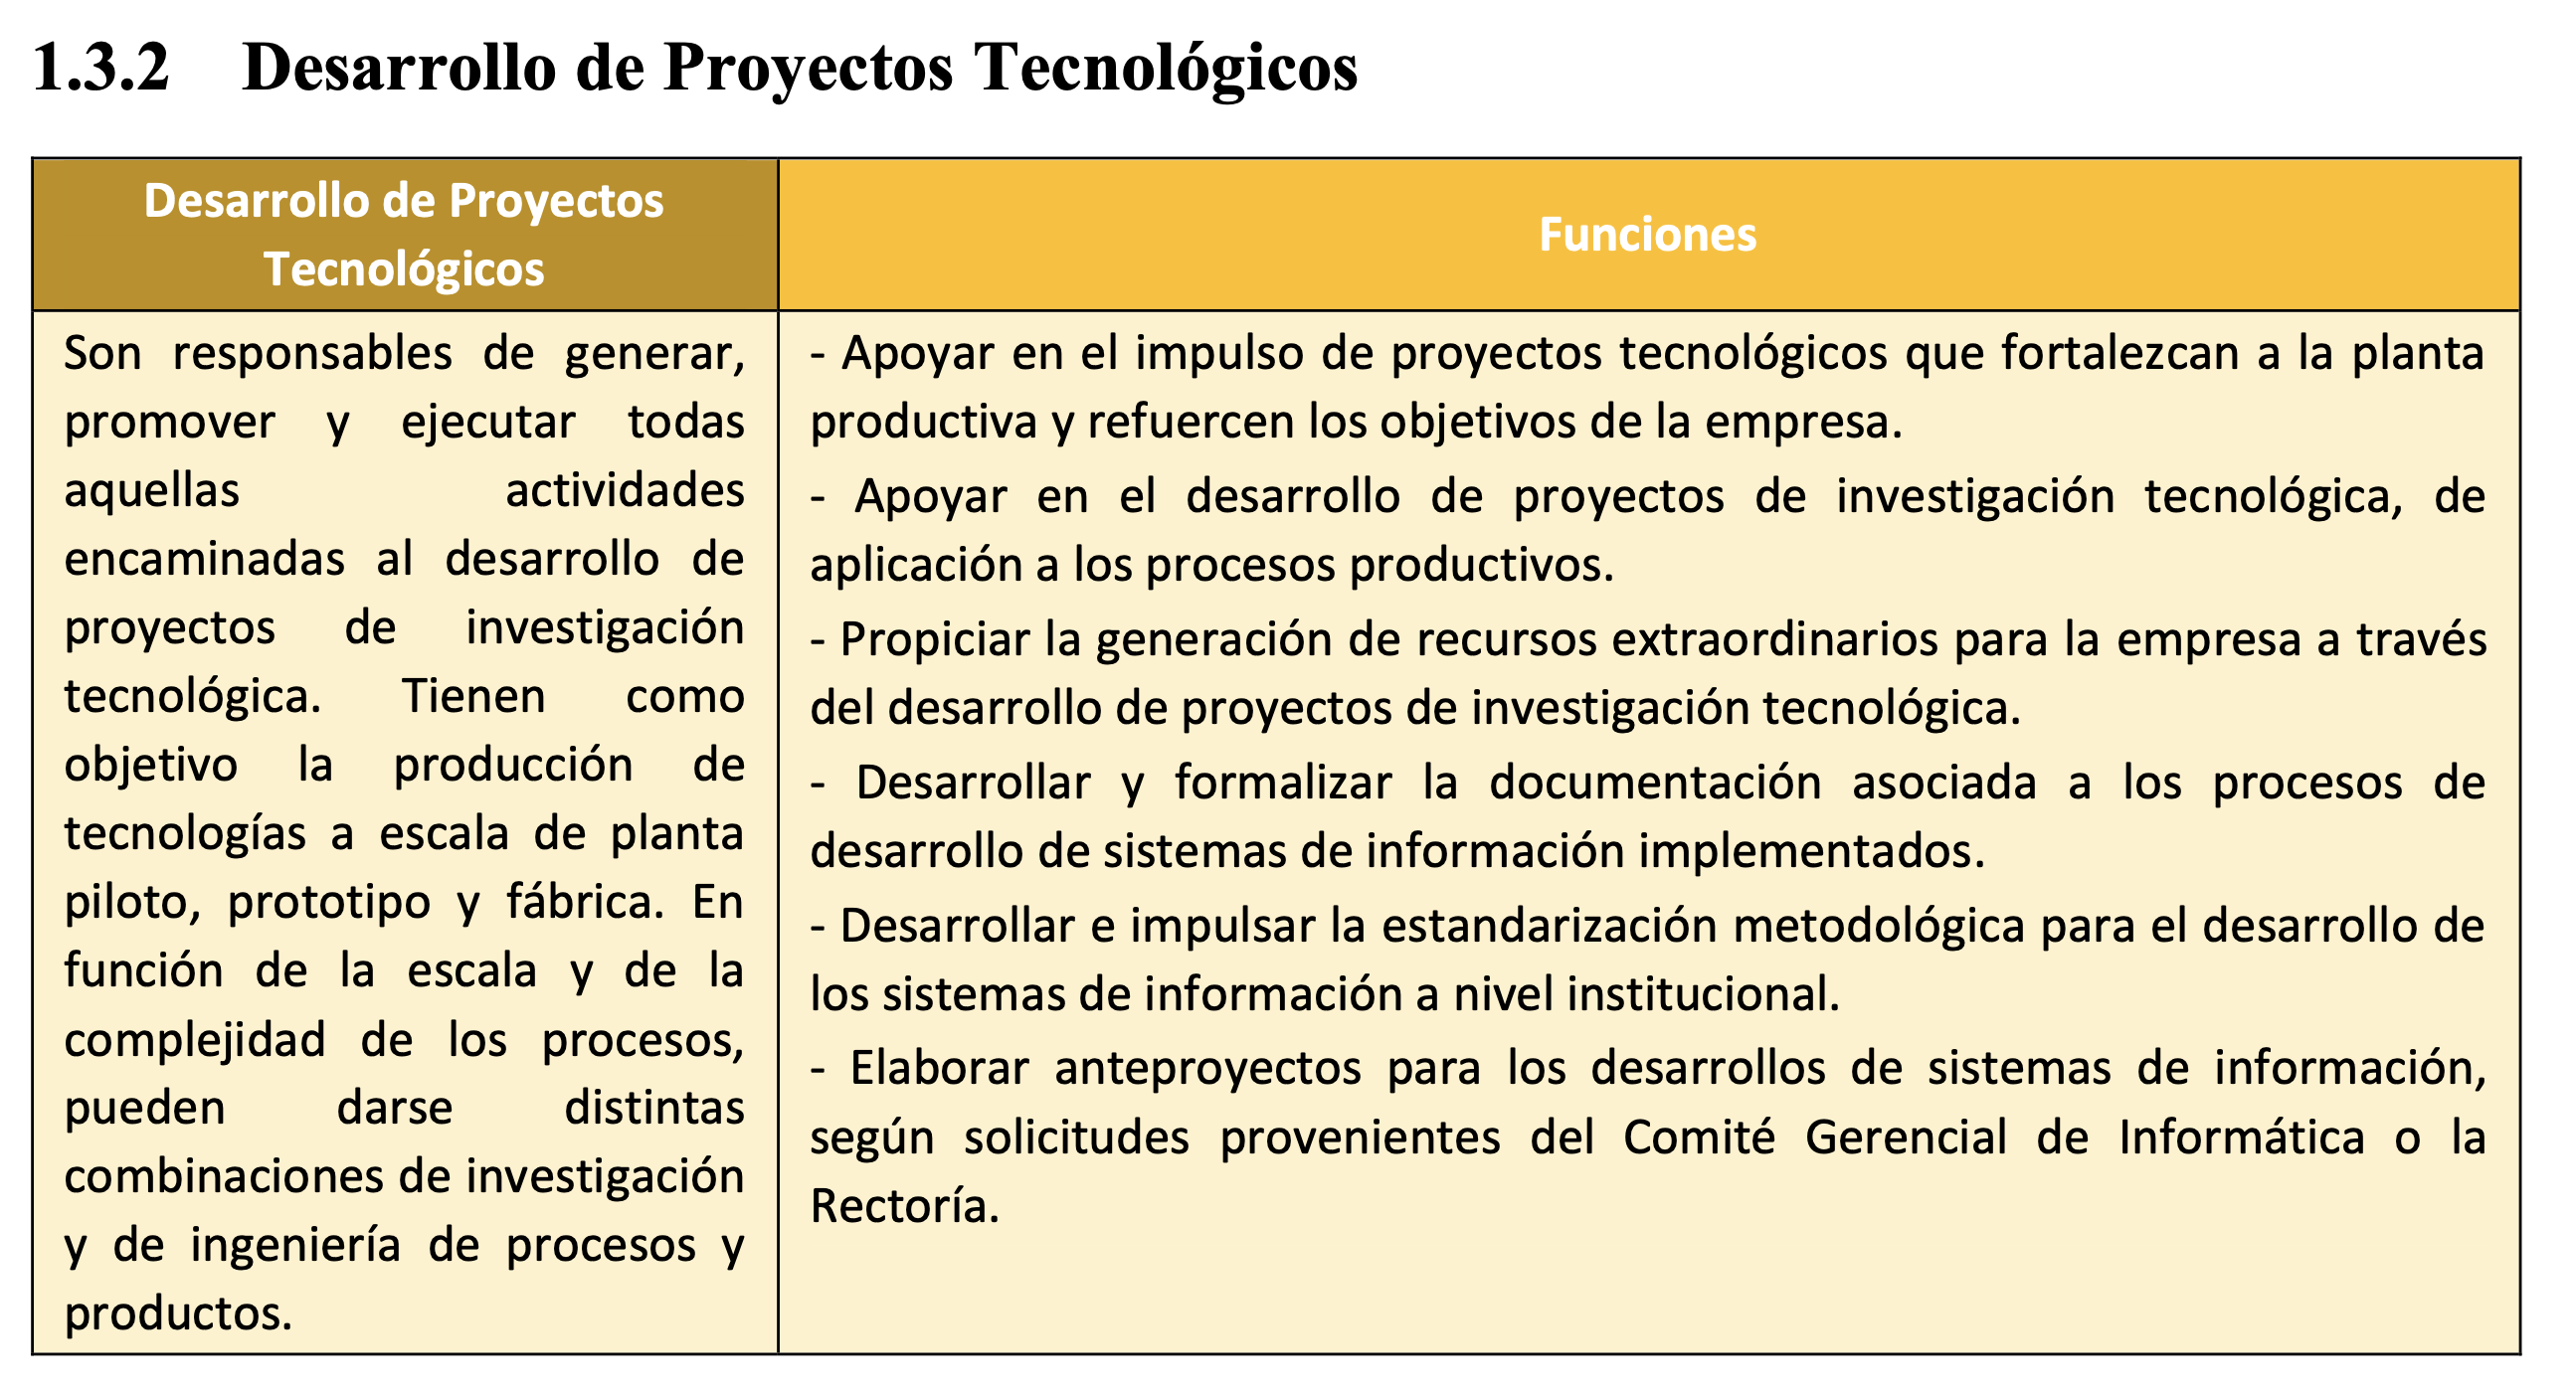 1.3.2 Desarrollo de Proyectos Tecnológicos
Desarrollo de Proyectos
Tecnológicos
Funciones
Son responsables de generar,
promover y ejecutar todas
aquellas actividades
encaminadas al desarrollo de
proyectos de investigación
tecnológica. Tienen como
objetivo la producción de
tecnologías a escala de planta
piloto, prototipo y fábrica. En
función de la escala y de la
complejidad de los procesos,
pueden darse distintas
combinaciones de investigación
y de ingeniería de procesos y
productos.
- Apoyar en el impulso de proyectos tecnológicos que fortalezcan a la planta
productiva y refuercen los objetivos de la empresa.
- Apoyar en el desarrollo de proyectos de investigación tecnológica, de
aplicación a los procesos productivos.
- Propiciar la generación de recursos extraordinarios para la empresa a través
del desarrollo de proyectos de investigación tecnológica.
- Desarrollar y formalizar la documentación asociada a los procesos de
desarrollo de sistemas de información implementados.
- Desarrollar e impulsar la estandarización metodológica para el desarrollo de
los sistemas de información a nivel institucional.
- Elaborar anteproyectos para los desarrollos de sistemas de información,
según solicitudes provenientes del Comité Gerencial de Informática o la
Rectoría.